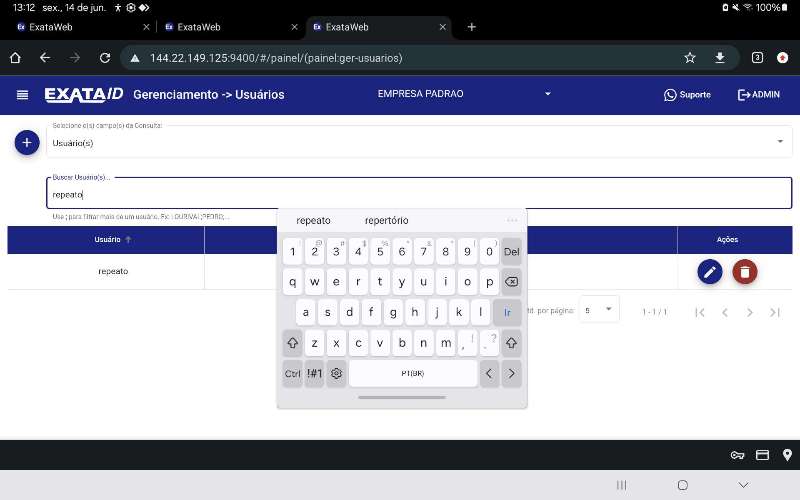 13:12 sex., 14 de jun. 100%
ExataWeb
ExataWeb
ExataWeb
144.22.149.125:9400/#/painel/(painel:ger-usuarios)
3
EXATAID Gerenciamento -> Usuários EMPRESA PADRAO Suporte ADMIN
Selecione o(s) campo(s) da Consulta:
Usuário(s)
Buscar Usuário(s)...
repeato
Use ; para filtrar mais de um usuário. Ex: LOURIVAL;PEDRO;...
repeato repertório ...
Usuário Ações
repeato
1 2 3 4 5 6 7 8 9 0 Del
q w e r t y u i o p
a s d f g h j k l Ir
z x c v b n m , ! . ?
Ctrl !#1 PT(BR) < >
por página: 5 1 - 1 / 1